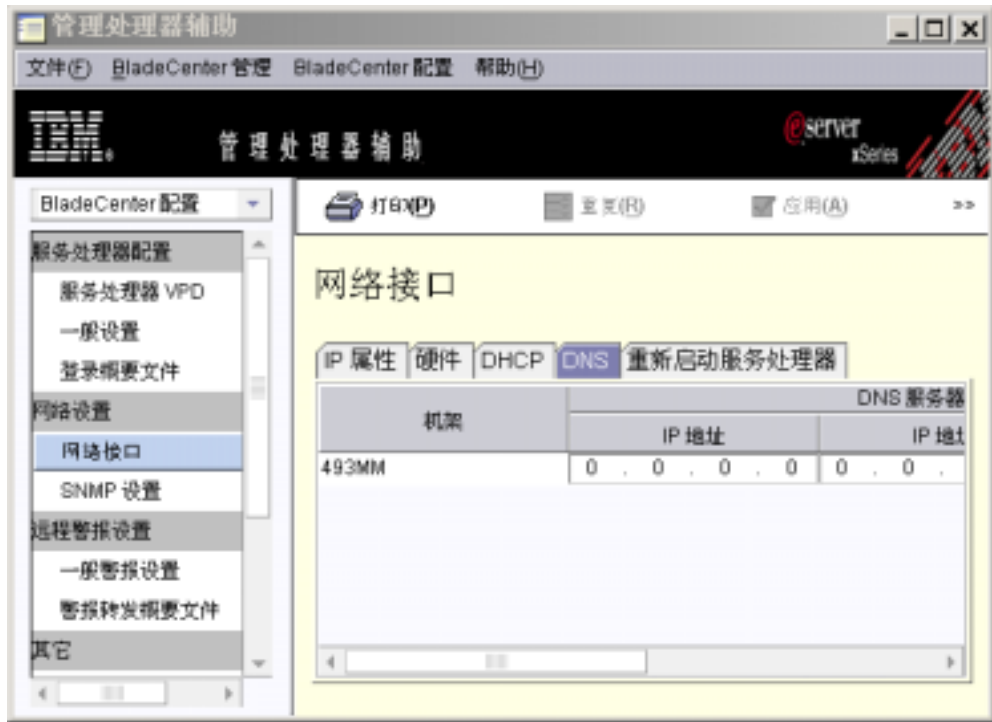 管理处理器辅助
文件(F) BladeCenter 管理 BladeCenter 配置 帮助(H)
IBM. 管理处理器辅助 @server xSeries
BladeCenter 配置
打印(P) 重复(R) 应用(A) >>
服务处理器配置
服务处理器 VPD
一般设置
登录概要文件
网络设置
网络接口
SNMP 设置
远程警报设置
一般警报设置
警报转发概要文件
其它
网络接口
IP 属性 硬件 DHCP DNS 重新启动服务处理器
机架
DNS 服务器
IP 地址 IP 地
493MM 0 . 0 . 0 . 0 0 . 0 .